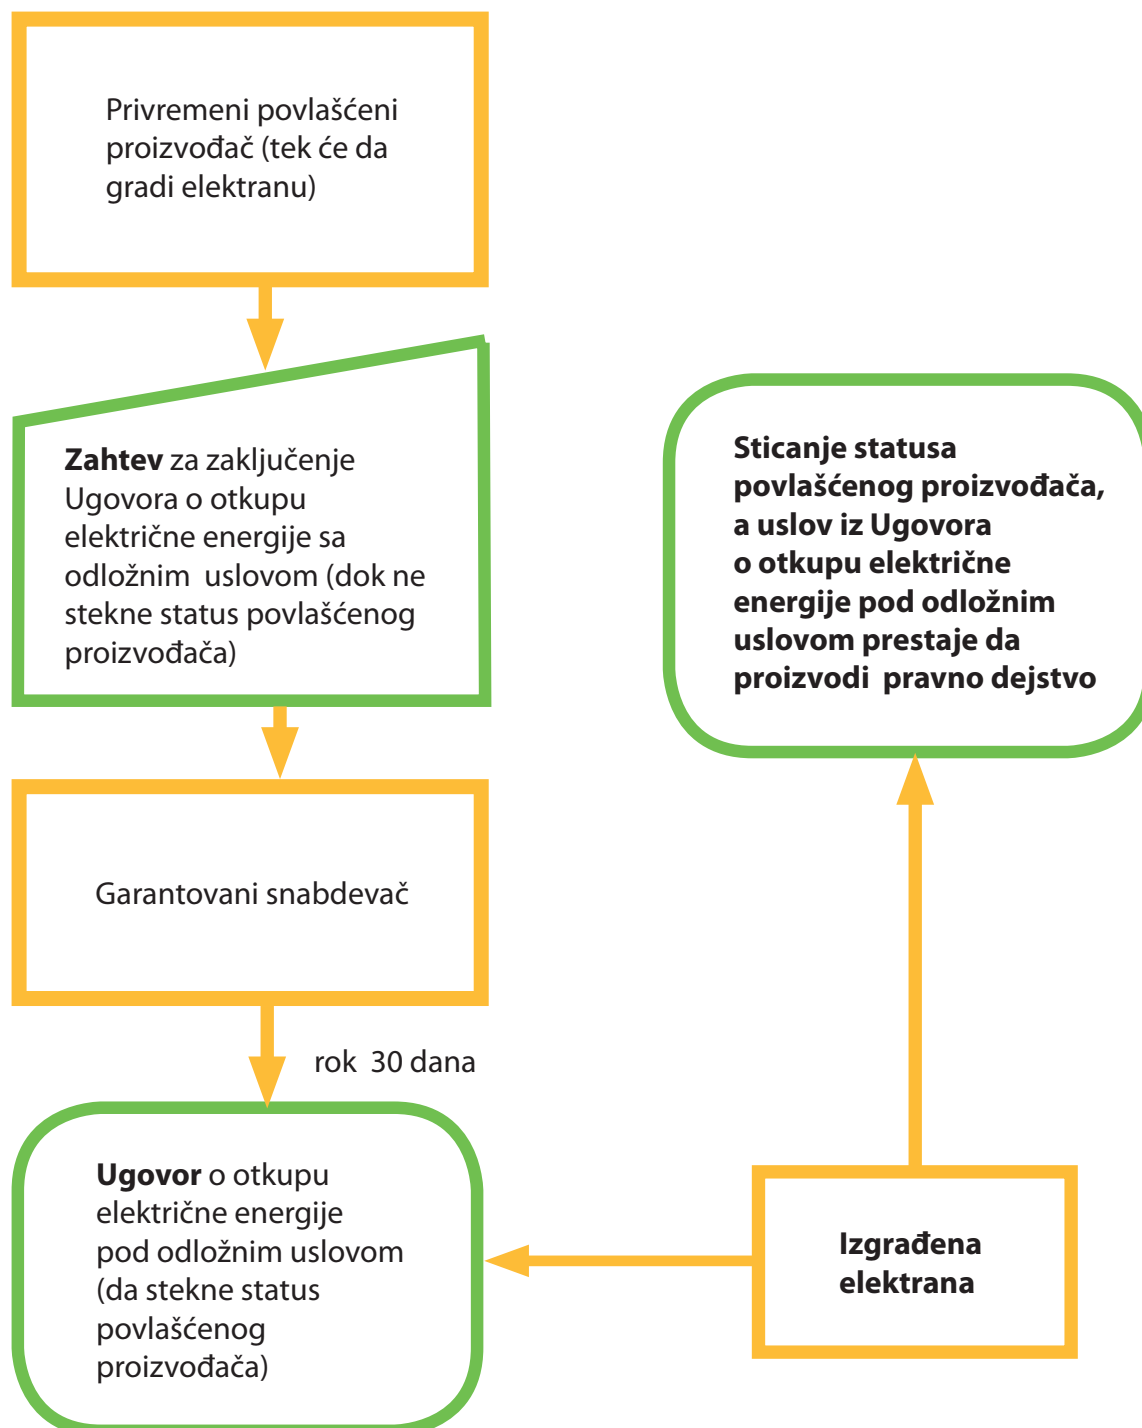 Privremeni povlašćeni
proizvođač (tek će da
gradi elektranu)
Zahtev za zaključenje
Ugovora o otkupu
električne energije sa
odložnim uslovom (dok ne
stekne status povlašćenog
proizvođača)
Garantovani snabdevač
rok 30 dana
Ugovor o otkupu
električne energije
pod odložnim uslovom
(da stekne status
povlašćenog
proizvođača)
Izgrađena
elektrana
Sticanje statusa
povlašćenog proizvođača,
a uslov iz Ugovora
o otkupu električne
energije pod odložnim
uslovom prestaje da
proizvodi pravno dejstvo